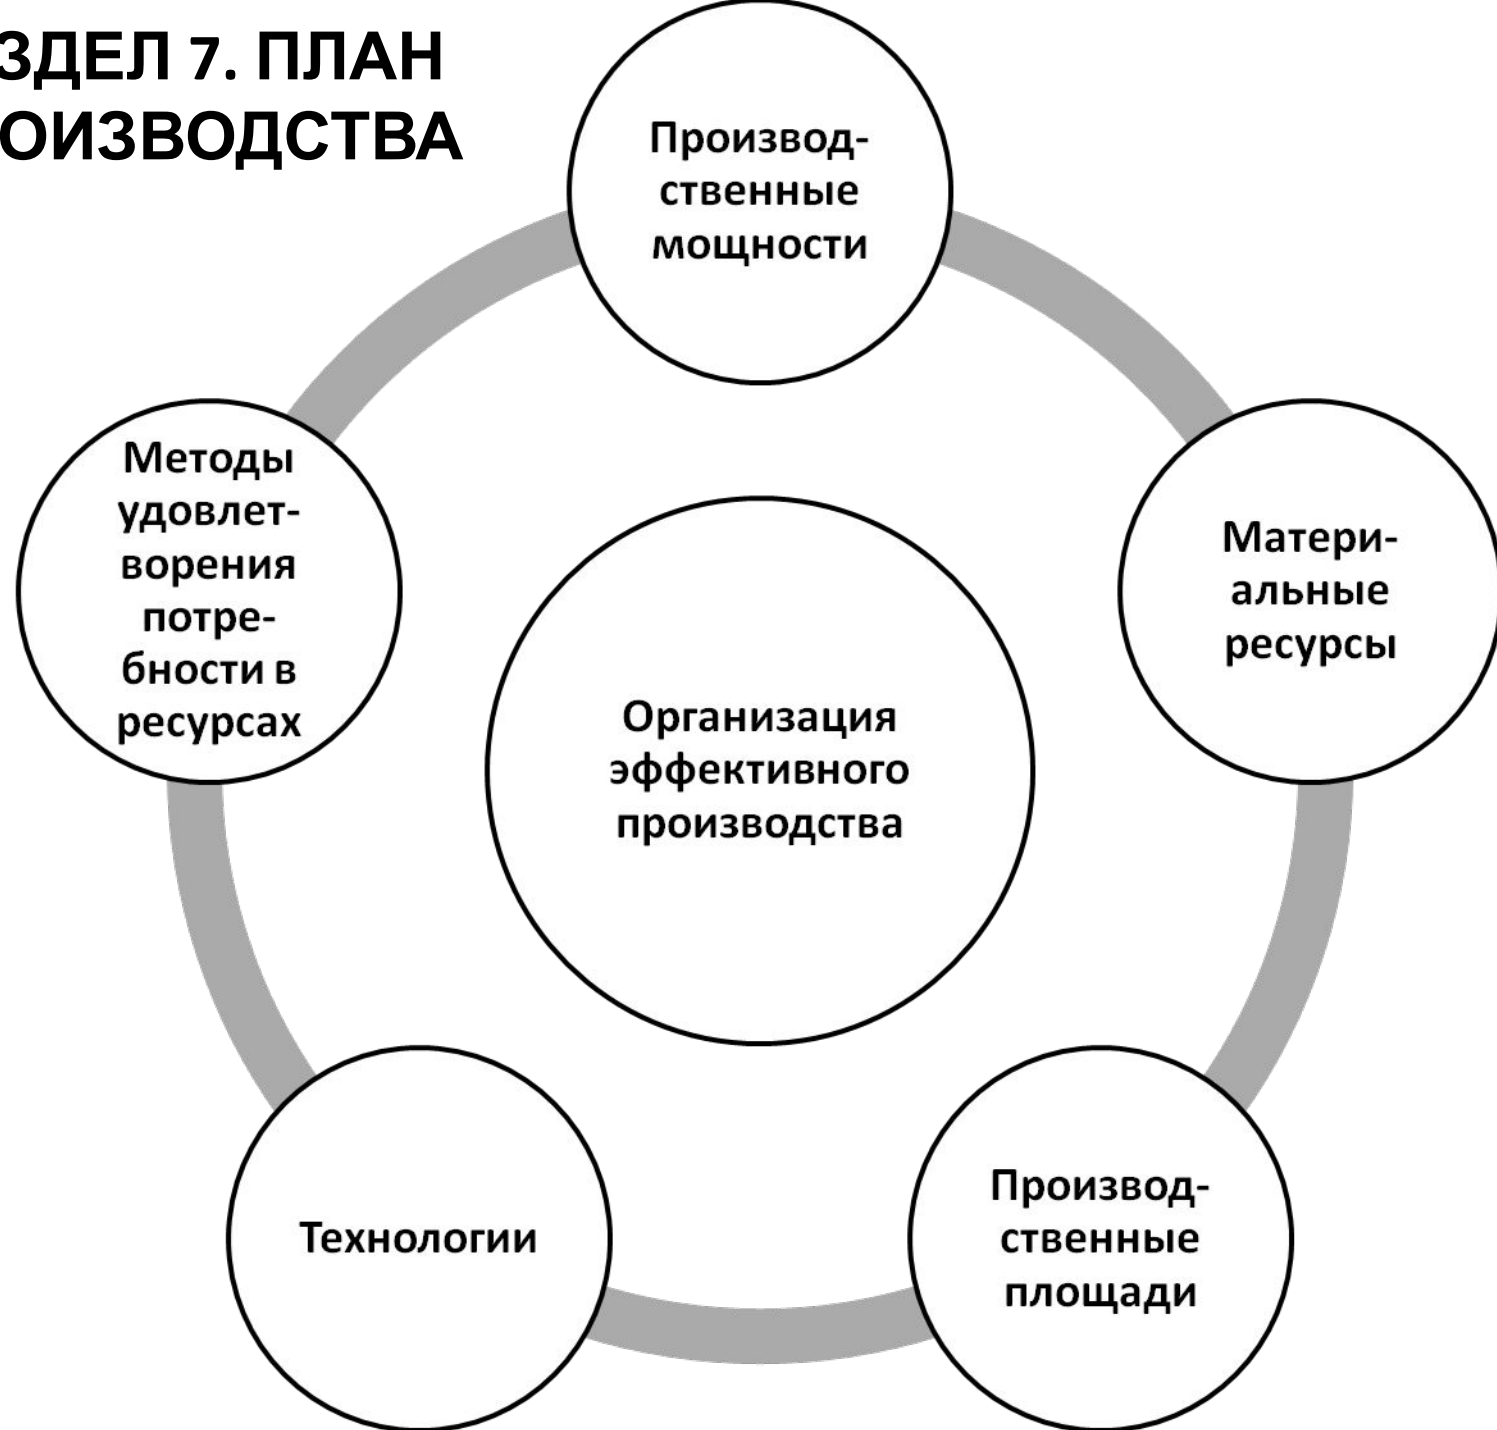 ЗДЕЛ 7. ПЛАН
ОИЗВОДСТВА
Производ-
ственные
мощности
Матери-
альные
ресурсы
Производ-
ственные
площади
Технологии
Методы
удовлет-
ворения
потре-
бности в
ресурсах
Организация
эффективного
производства